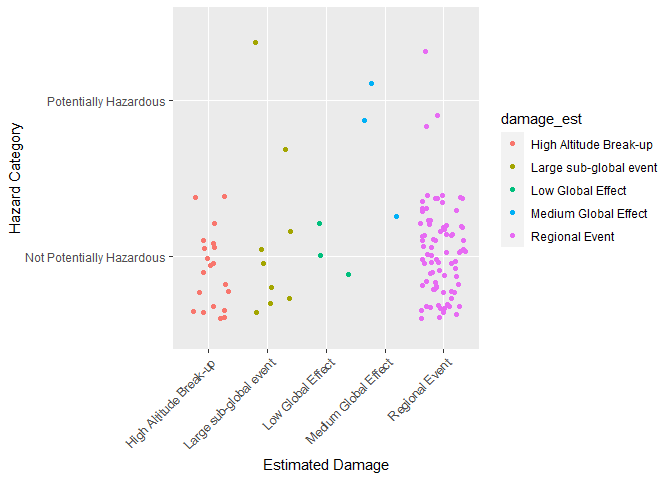 Hazard Category
Potentially Hazardous
Not Potentially Hazardous
High Altitude Break-up
Large sub-global event
Low Global Effect
Medium Global Effect
Regional Event
Estimated Damage
damage_est
High Altitude Break-up
Large sub-global event
Low Global Effect
Medium Global Effect
Regional Event